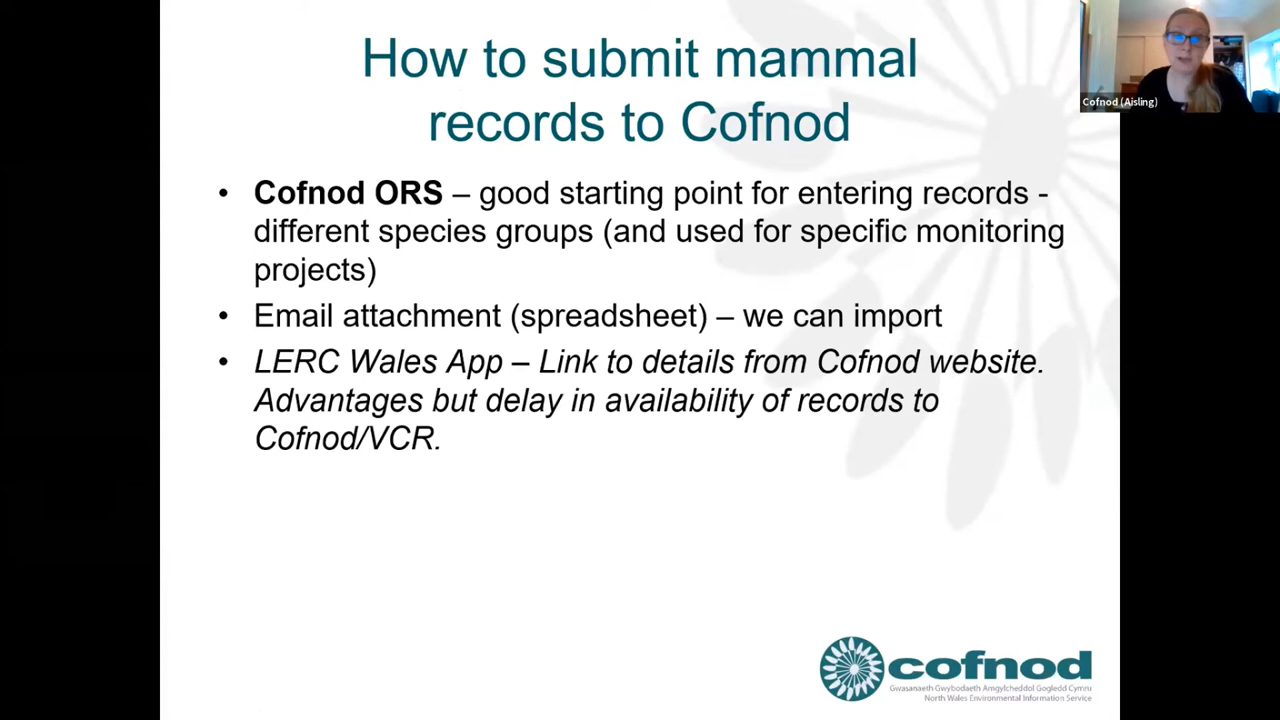 How to submit mammal
records to Cofnod
Cofnod (Aisling)
• Cofnod ORS – good starting point for entering records -
different species groups (and used for specific monitoring
projects)
• Email attachment (spreadsheet) – we can import
• LERC Wales App – Link to details from Cofnod website.
Advantages but delay in availability of records to
Cofnod/VCR.
cofnod
Gwasanaeth Gwybodaeth Amgylcheddol Gogledd Cymru
North Wales Environmental Information Service